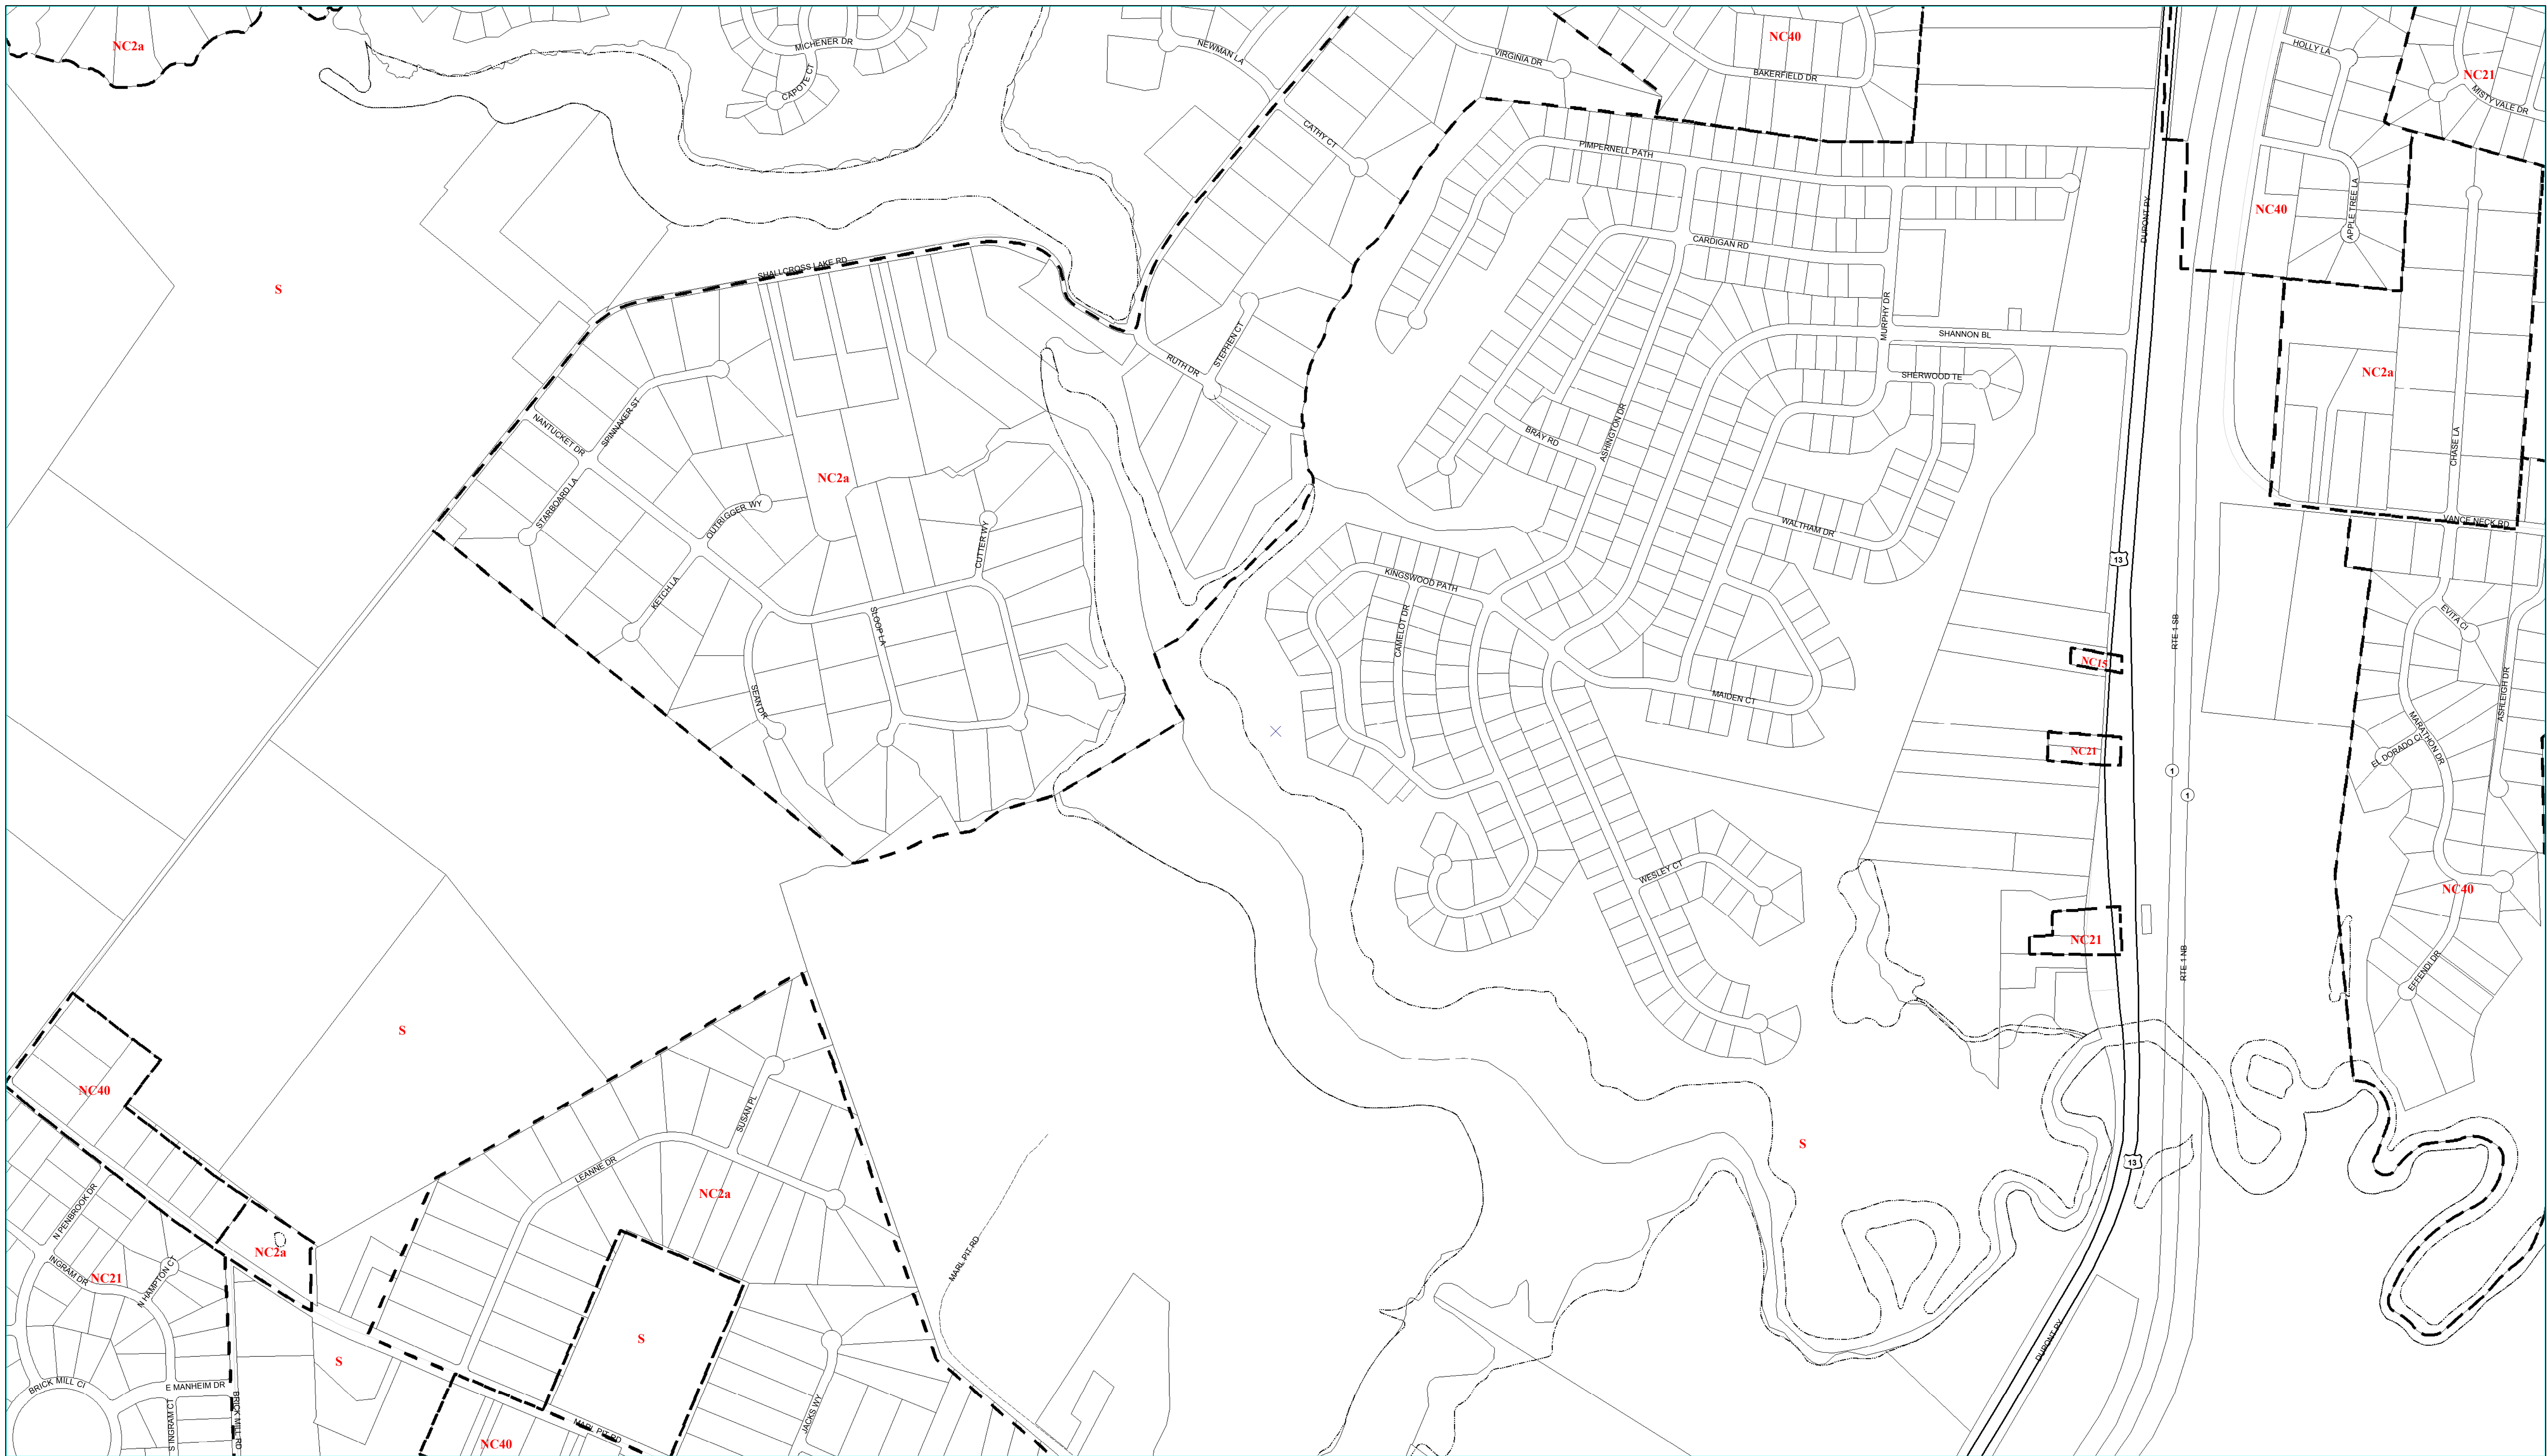 NC2a
MICHENER DR
CAPOTE CT
NEWMAN LA
CATHY CT
VIRGINIA DR
NC40
BAKERFIELD DR
HOLLY LA
NC21
MISTY VALE DR
PIMPERNELL PATH
DUPONT PY
NC40
APPLE TREE LA
CARDIGAN RD
S
SHALLCROSS LAKE RD
STEPHEN CT
RUTH DR
MURPHY DR
SHANNON BL
SHERWOOD TE
NC2a
NANTUCKET DR
SPINNAKER ST
BRAY RD
ASHINGTON DR
CHASE LA
NC2a
STARBOARD LA
OUTRIGGER WY
CUTTER WY
WALTHAM DR
VANCE NECK RD
13
KETCH LA
SLOOP LA
KINGSWOOD PATH
CAMELOT DR
EVITA CI
RTE 1 SB
NC15
SEAN DR
MAIDEN CT
ASHLEIGH DR
MARATHON DR
EL DORADO CI
NC21
1
1
WESLEY CT
NC40
NC21
RTE 1 NB
EFFENDI DR
S
NC40
SUSAN PL
LEANNE DR
NC2a
S
13
N PENBROOK DR
NC2a
INGRAM DR
NC21
N HAMPTON CT
MARL PIT RD
S
S
DUPONT PY
BRICK MILL CI
E MANHEIM DR
S INGRAM CT
BRICK MILL RD
JACKS WY
MARL PIT RD
NC40